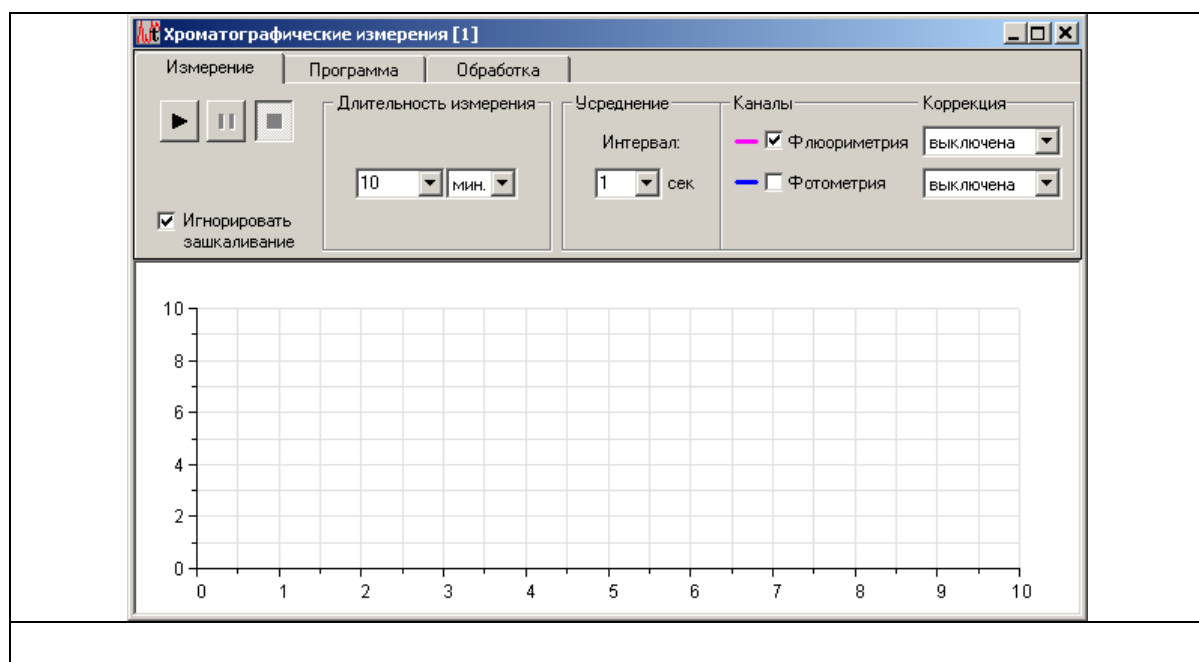 Хроматографические измерения [1]
Измерение Программа Обработка
Длительность измерения Усреднение Каналы Коррекция
Интервал: Флюориметрия выключена
10 мин. 1 сек Фотометрия выключена
Игнорировать
зашкаливание
10
8
6
4
2
0
0 1 2 3 4 5 6 7 8 9 10